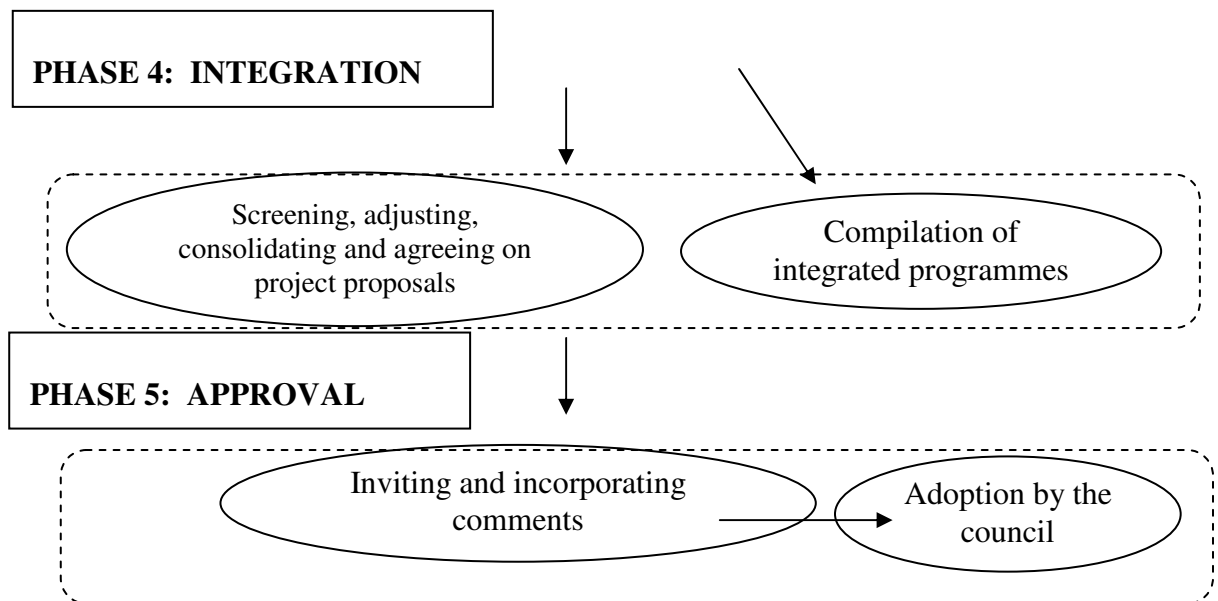 PHASE 4: INTEGRATION
Screening, adjusting,
consolidating and agreeing on
project proposals
Compilation of
integrated programmes
PHASE 5: APPROVAL
Inviting and incorporating
comments
Adoption by the
council